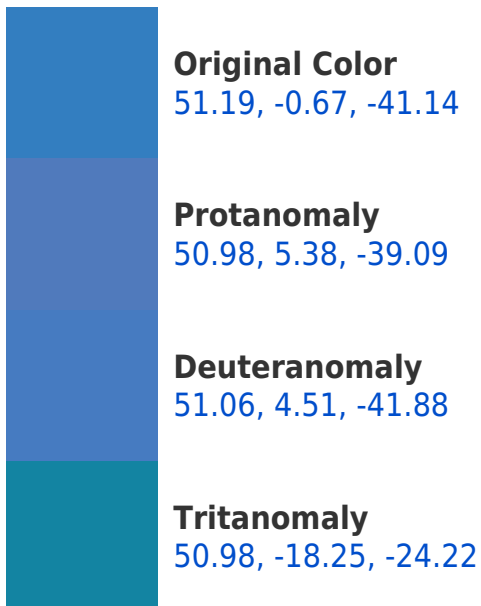 Original Color
51.19, -0.67, -41.14
Protanomaly
50.98, 5.38, -39.09
Deuteranomaly
51.06, 4.51, -41.88
Tritanomaly
50.98, -18.25, -24.22